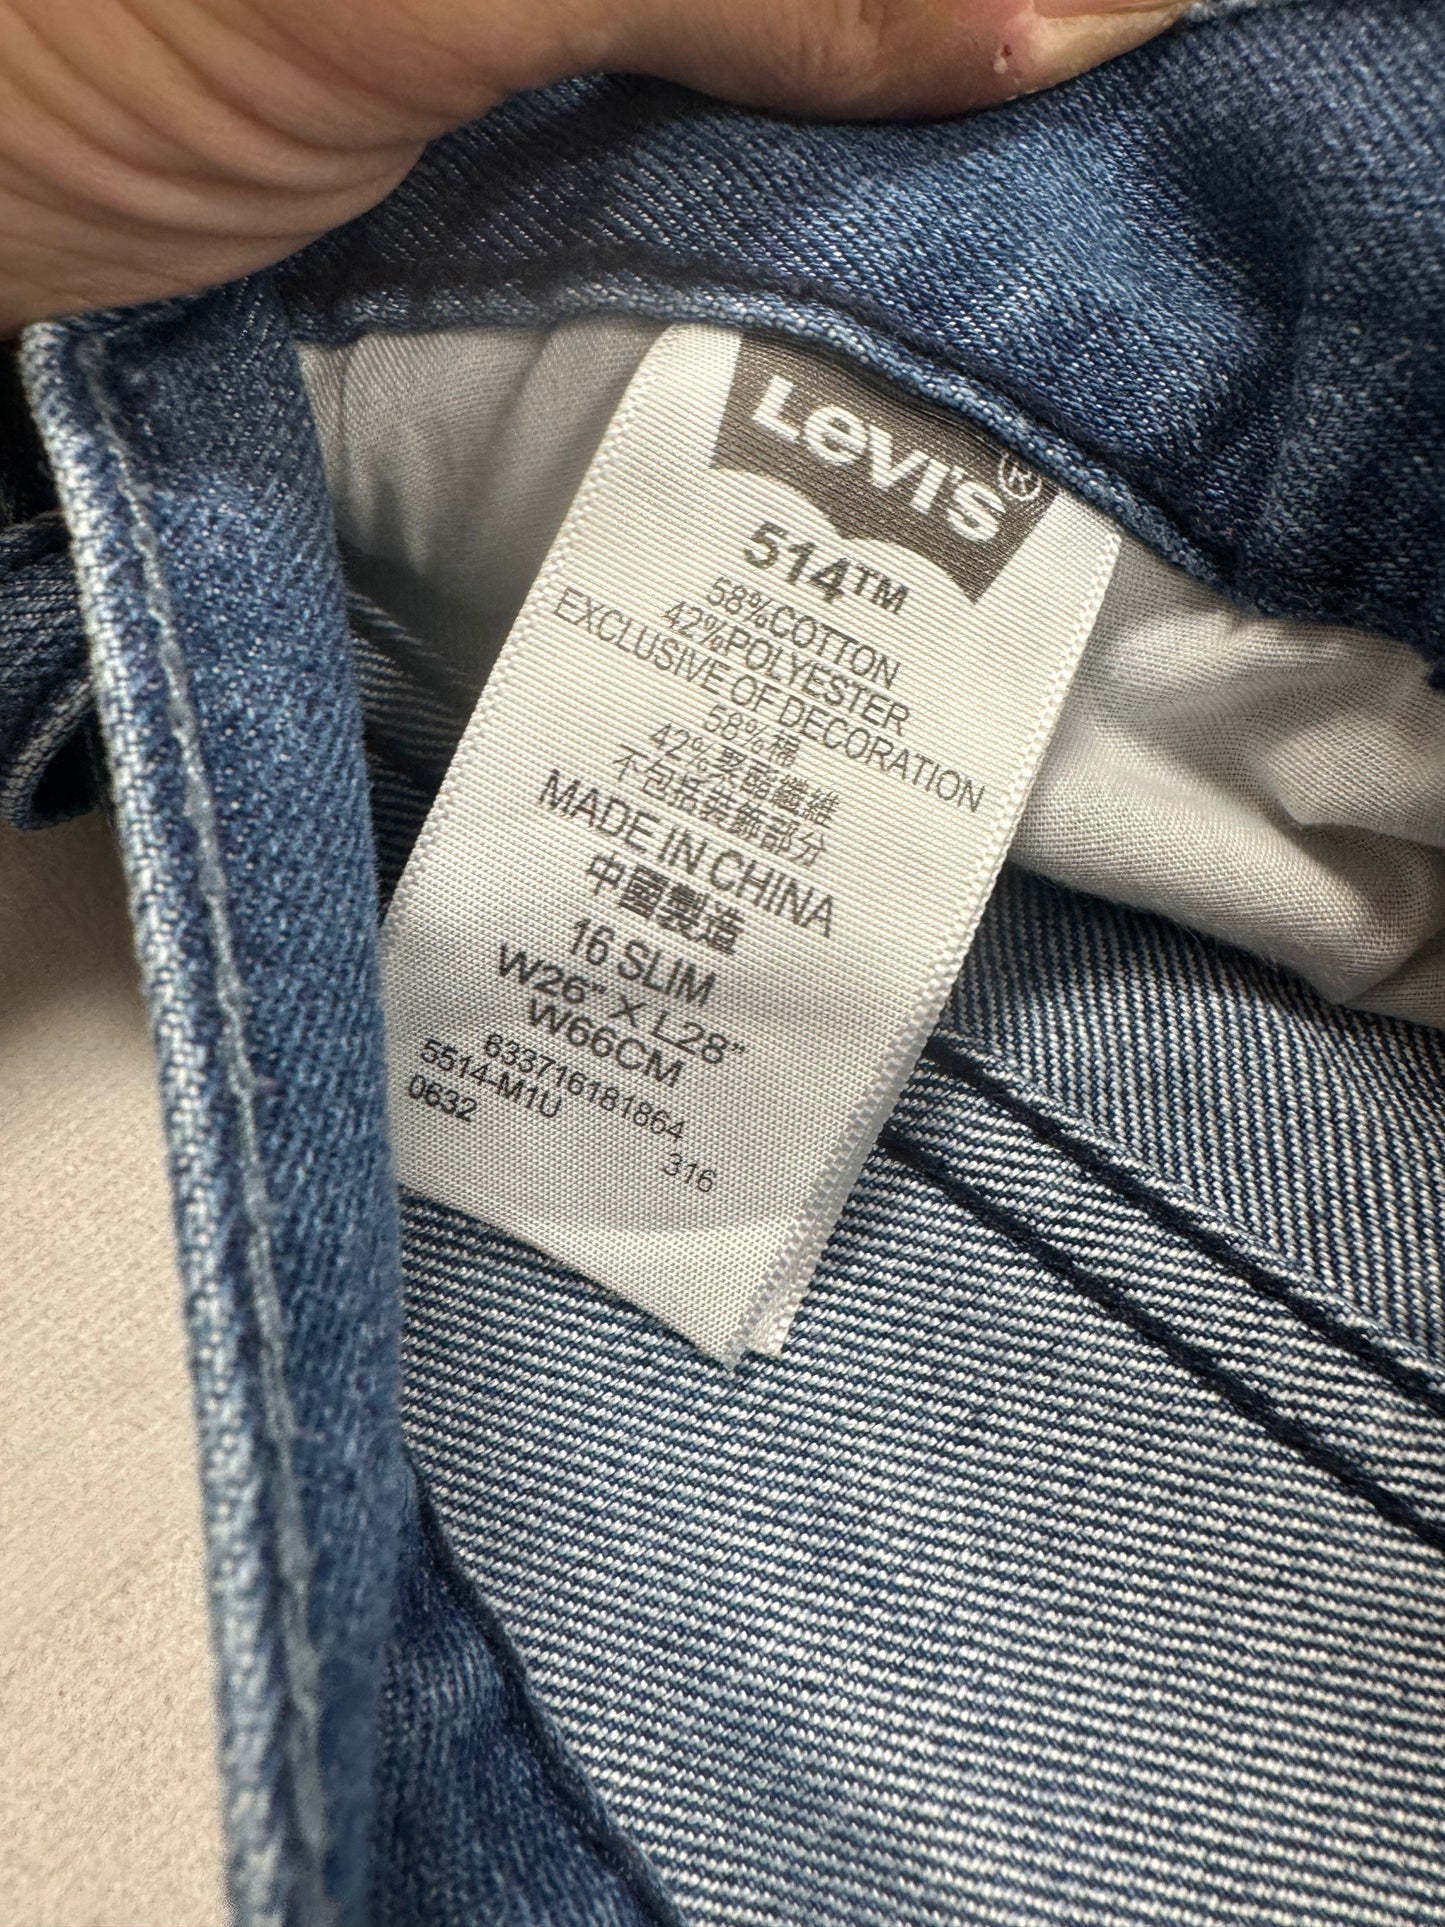 Levi's®
514™
58%COTTON
42%POLYESTER
EXCLUSIVE OF DECORATION
58%棉
42%聚酯纖維
不包括裝飾部分
MADE IN CHINA
中國製造
16 SLIM
W26" X L28"
W66CM
633716181864
5514-M1U 316
0632